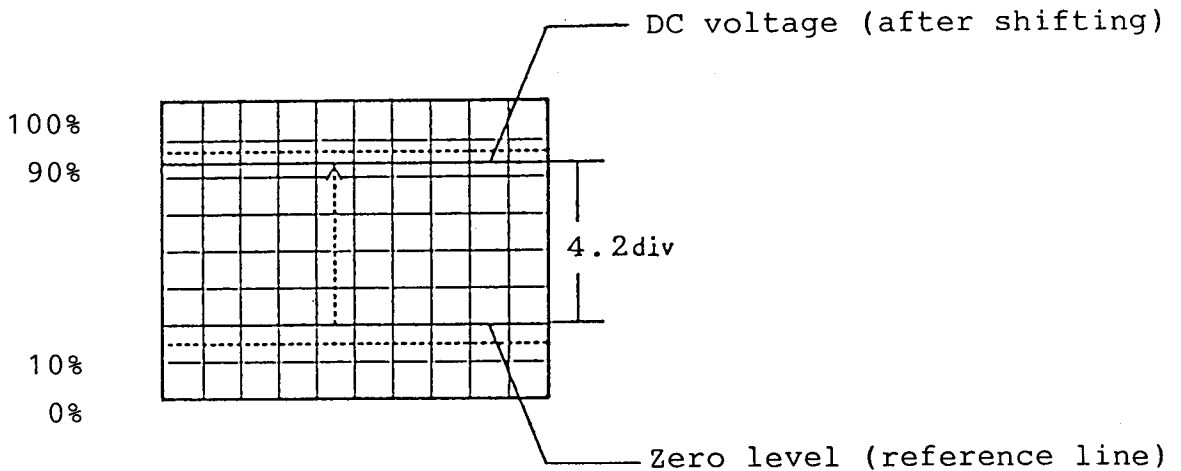 DC voltage (after shifting)
100%
90%
4.2div
10%
0%
Zero level (reference line)